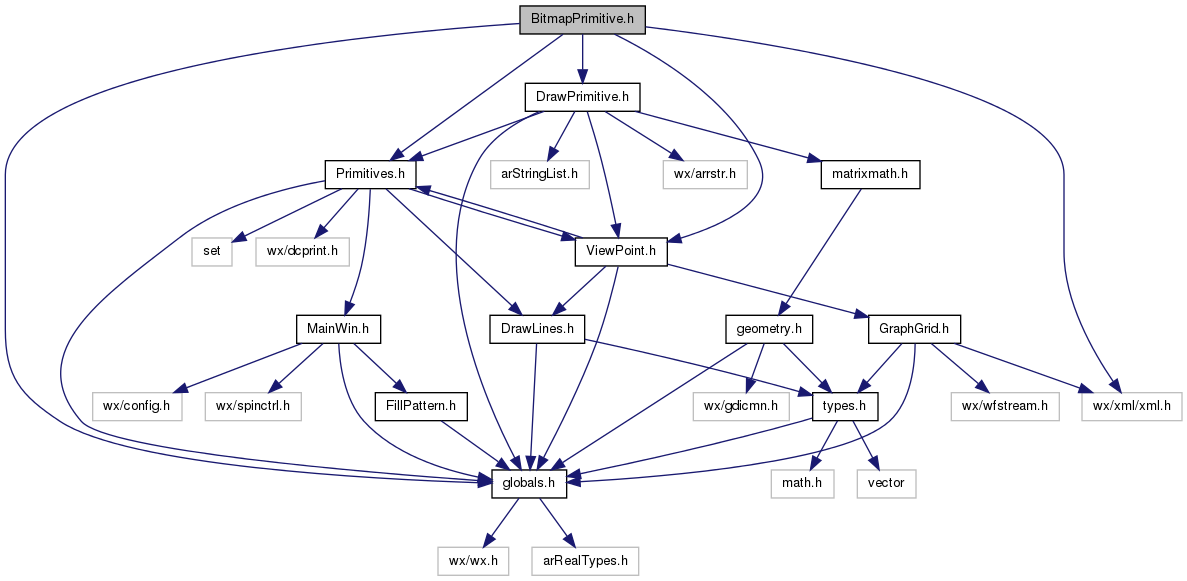 BitmapPrimitive.h
DrawPrimitive.h
Primitives.h
arStringList.h
wx/arrstr.h
matrixmath.h
set
wx/dcprint.h
ViewPoint.h
MainWin.h
DrawLines.h
geometry.h
GraphGrid.h
wx/config.h
wx/spinctrl.h
FillPattern.h
wx/gdicmn.h
types.h
wx/wfstream.h
wx/xml/xml.h
globals.h
math.h
vector
wx/wx.h
arRealTypes.h